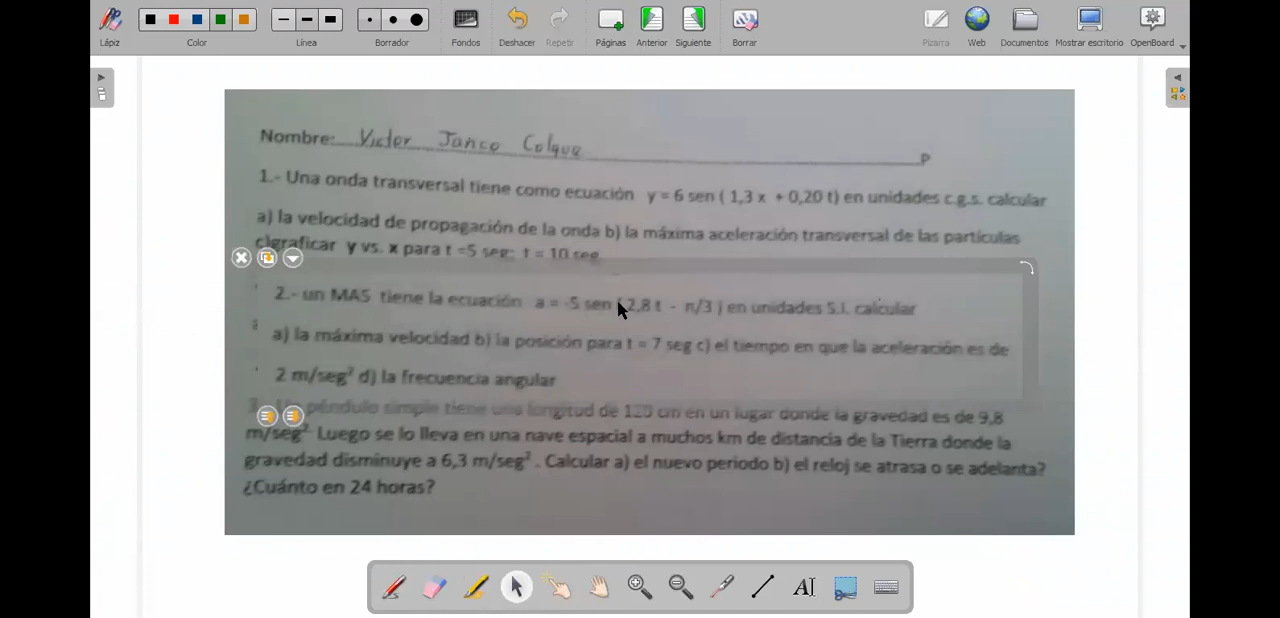 Lápiz Color Línea Borrador Fondos Deshacer Repetir Páginas Anterior Siguiente Borrar Pizarra Web Documentos Mostrar escritorio OpenBoard
Nombre: Victor Janco Colque P
1.- Una onda transversal tiene como ecuación y = 6 sen ( 1,3 x + 0,20 t) en unidades c.g.s. calcular
a) la velocidad de propagación de la onda b) la máxima aceleración transversal de las partículas
c)graficar y vs. x para t =5 seg; t = 10 seg
2.- un MAS tiene la ecuación a = -5 sen ( 2,8 t - π/3 ) en unidades S.I. calcular
a) la máxima velocidad b) la posición para t = 7 seg c) el tiempo en que la aceleración es de
2 m/seg² d) la frecuencia angular
péndulo simple tiene una longitud de 120 cm en un lugar donde la gravedad es de 9,8
m/seg². Luego se lo lleva en una nave espacial a muchos km de distancia de la Tierra donde la
gravedad disminuye a 6,3 m/seg² . Calcular a) el nuevo periodo b) el reloj se atrasa o se adelanta?
¿Cuánto en 24 horas?
AI